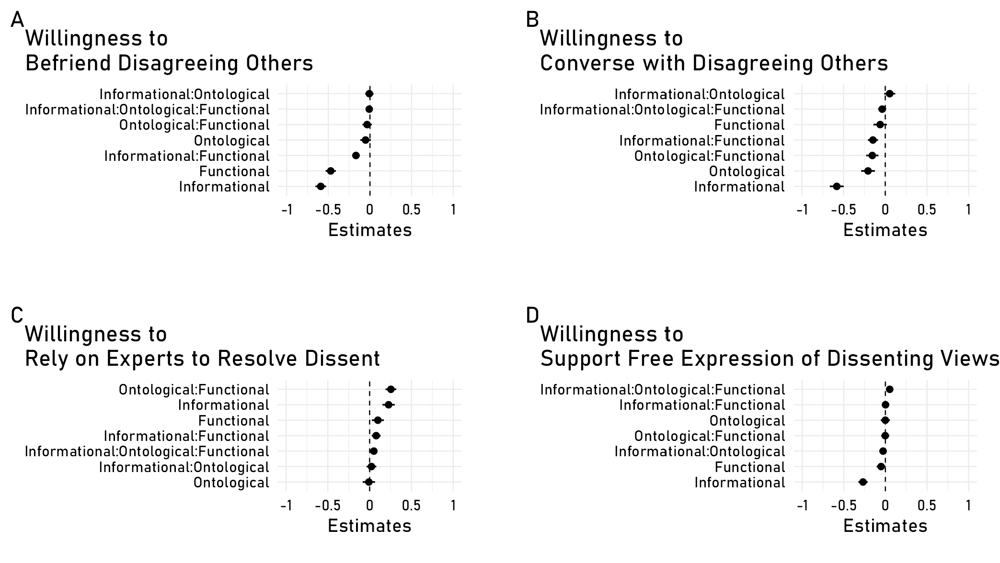 A
Willingness to
Befriend Disagreeing Others
Informational:Ontological
Informational:Ontological:Functional
Ontological:Functional
Ontological
Informational:Functional
Functional
Informational
-1 -0.5 0 0.5 1
Estimates
B
Willingness to
Converse with Disagreeing Others
Informational:Ontological
Informational:Ontological:Functional
Functional
Informational:Functional
Ontological:Functional
Ontological
Informational
-1 -0.5 0 0.5 1
Estimates
C
Willingness to
Rely on Experts to Resolve Dissent
Ontological:Functional
Informational
Functional
Informational:Functional
Informational:Ontological:Functional
Informational:Ontological
Ontological
-1 -0.5 0 0.5 1
Estimates
D
Willingness to
Support Free Expression of Dissenting Views
Informational:Ontological:Functional
Informational:Functional
Ontological
Ontological:Functional
Informational:Ontological
Functional
Informational
-1 -0.5 0 0.5 1
Estimates